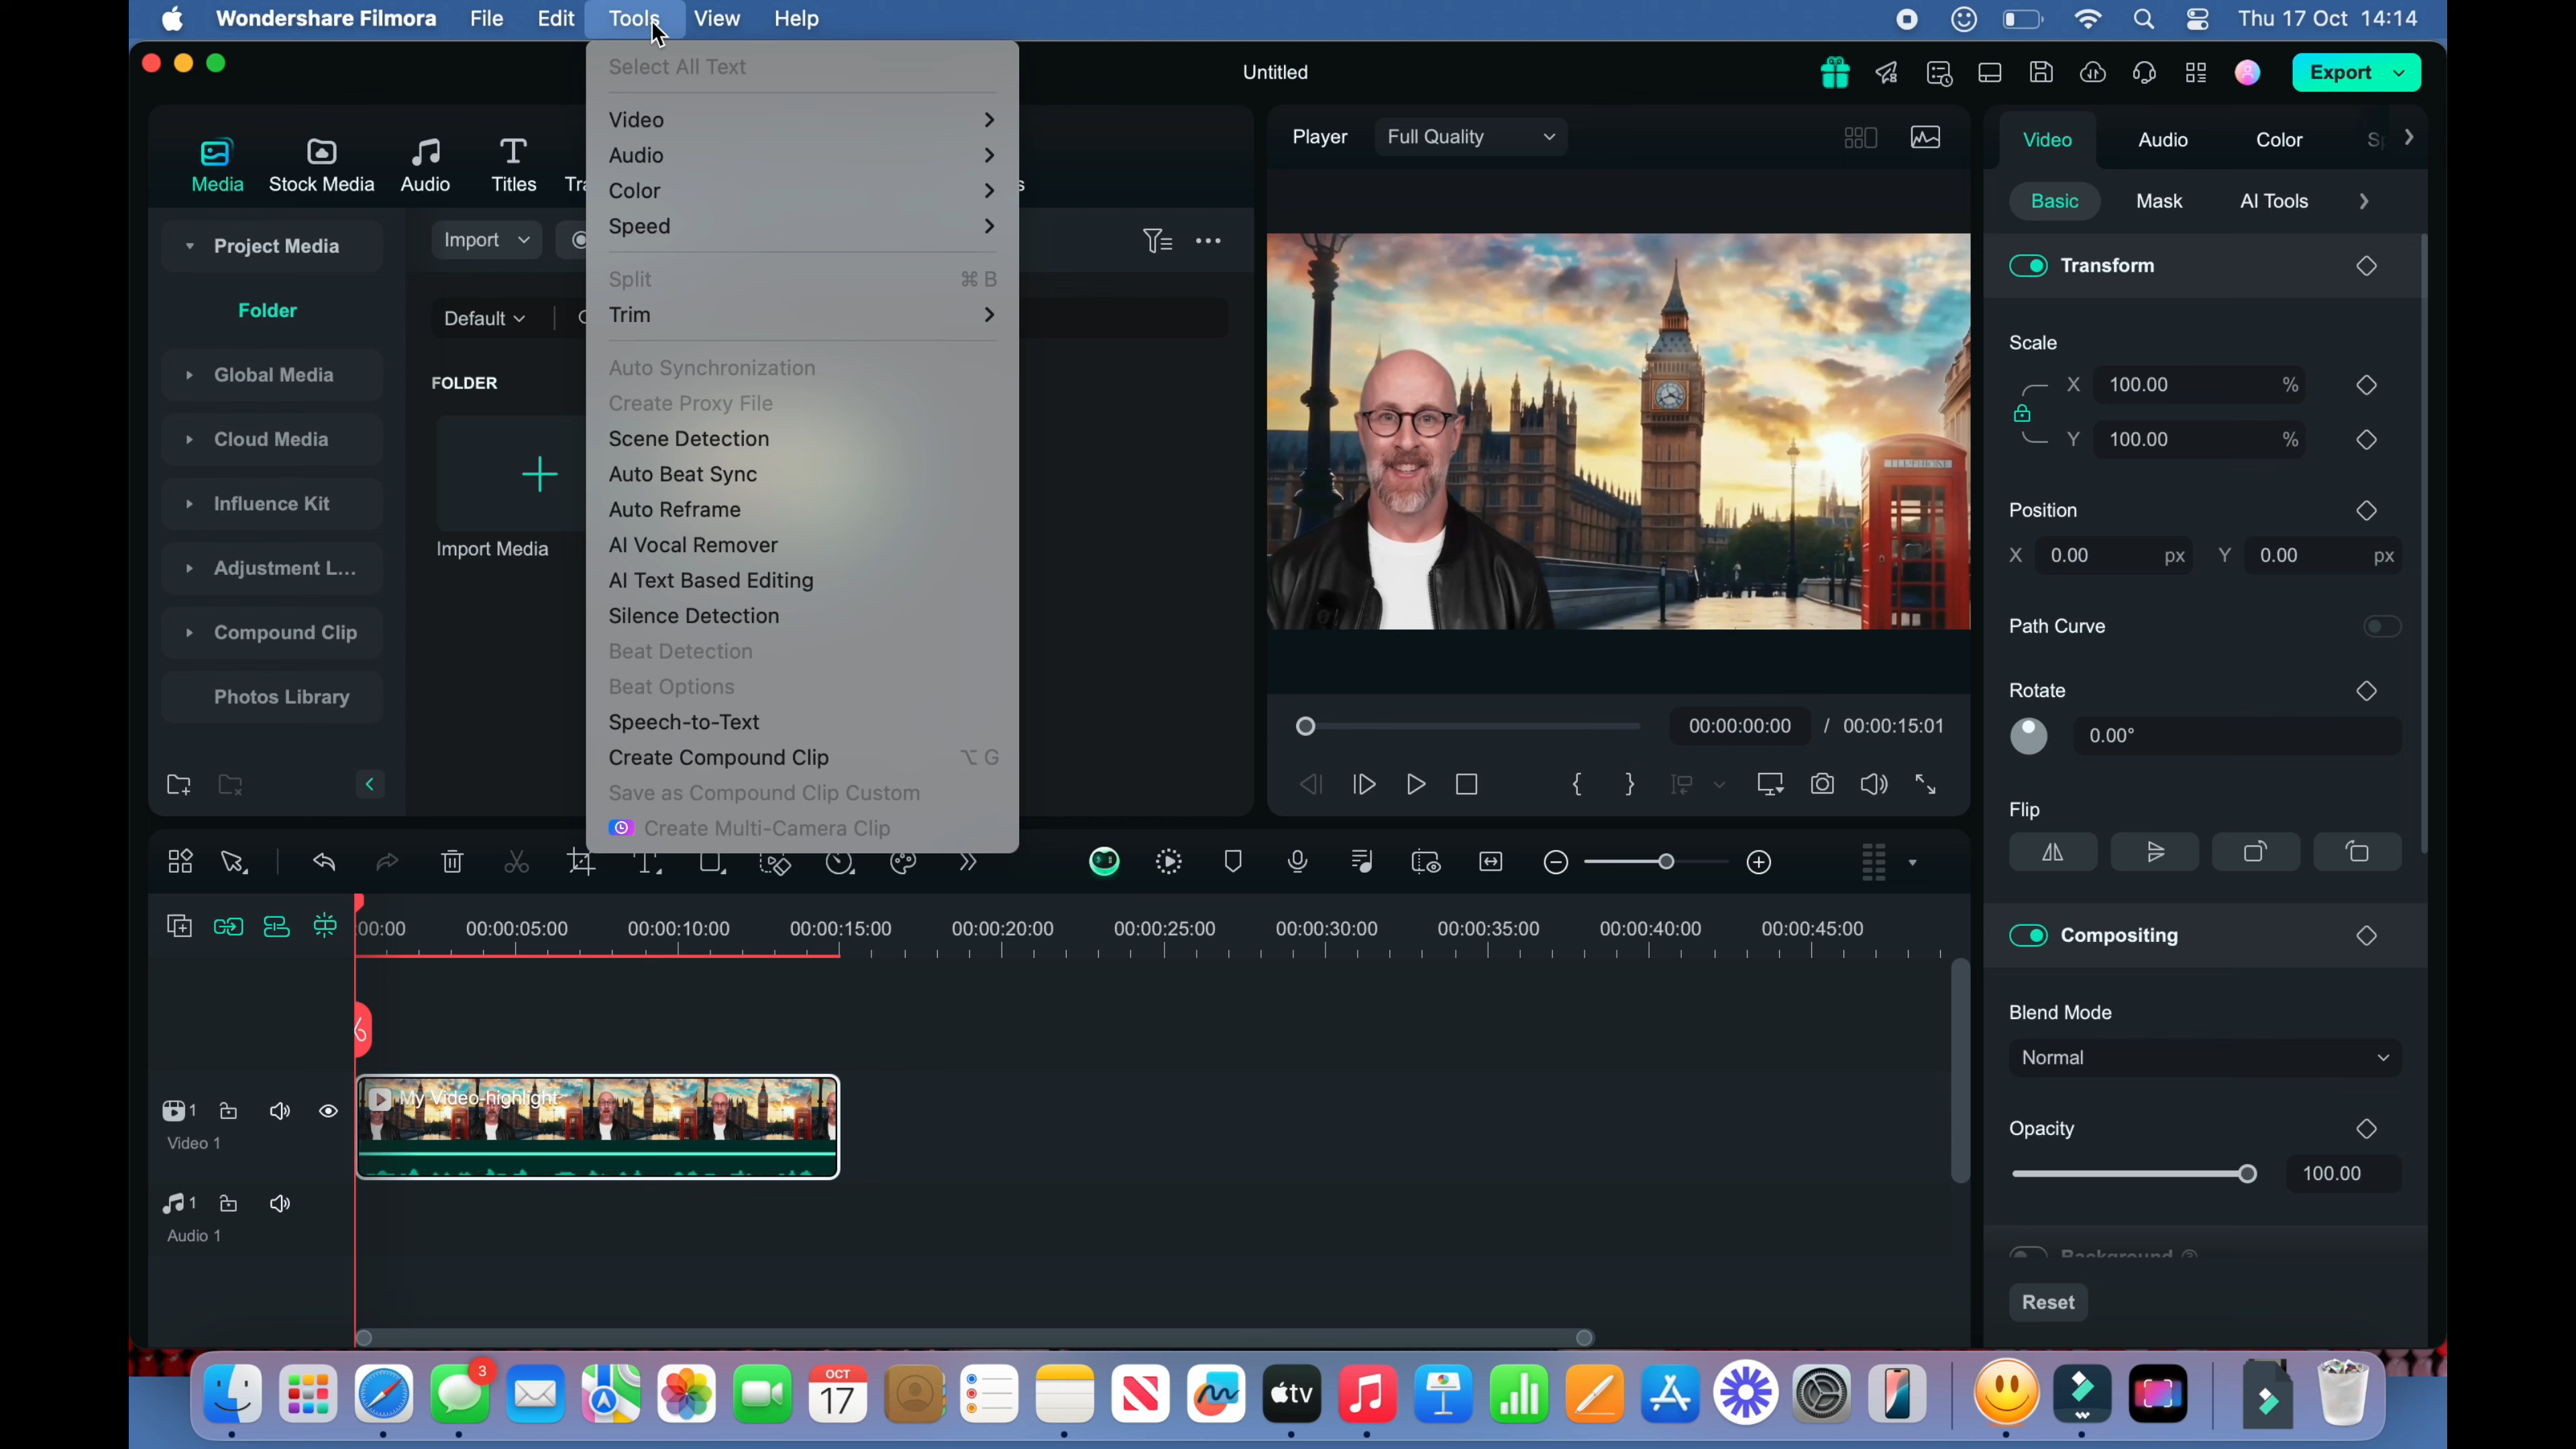 Wondershare Filmora File Edit Tools View Help Thu 17 Oct 14:14
Untitled
Export
Select All Text
Video
Audio
Color
Speed
Split ⌘ B
Trim
Auto Synchronization
Create Proxy File
Scene Detection
Auto Beat Sync
Auto Reframe
AI Vocal Remover
AI Text Based Editing
Silence Detection
Beat Detection
Beat Options
Speech-to-Text
Create Compound Clip ⌥ G
Save as Compound Clip Custom
Create Multi-Camera Clip
Media Stock Media Audio Titles
Project Media
Folder
Global Media
Cloud Media
Influence Kit
Adjustment L...
Compound Clip
Photos Library
Import
Default
FOLDER
Import Media
Player Full Quality
TELEPHONE
00:00:00:00 / 00:00:15:01
Video Audio Color
Basic Mask AI Tools
Transform
Scale
X 100.00 %
Y 100.00 %
Position
X 0.00 px Y 0.00 px
Path Curve
Rotate
0.00°
Flip
Compositing
Blend Mode
Normal
Opacity
100.00
Background
Reset
:00:00 00:00:05:00 00:00:10:00 00:00:15:00 00:00:20:00 00:00:25:00 00:00:30:00 00:00:35:00 00:00:40:00 00:00:45:00
My Video-highlight
1
Video 1
1
Audio 1
3
OCT
17
tv